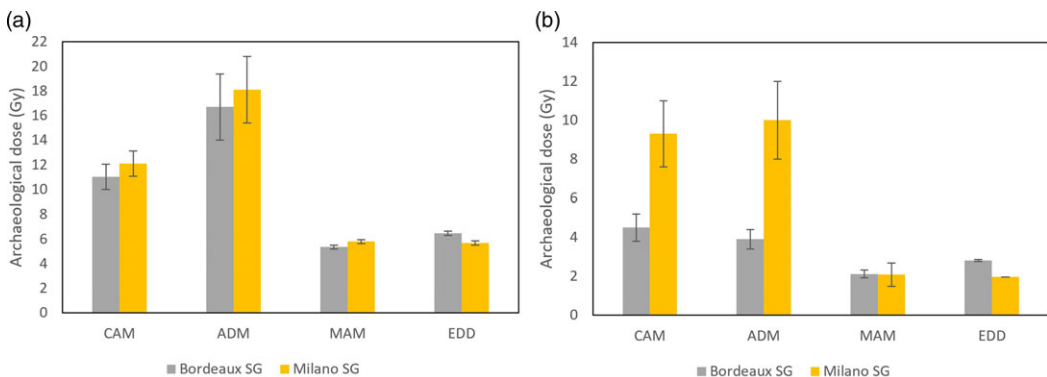 (a)
Archaeological dose (Gy)
22
20
18
16
14
12
10
8
6
4
2
0
CAM ADM MAM EDD
Bordeaux SG Milano SG
(b)
Archaeological dose (Gy)
14
12
10
8
6
4
2
0
CAM ADM MAM EDD
Bordeaux SG Milano SG